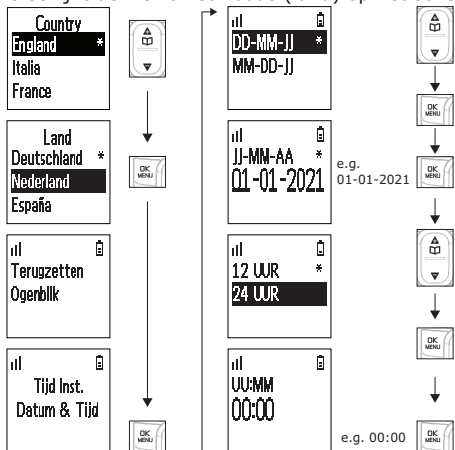 Country
England *
Italia
France
Land
Deutschland *
Nederland
España
Terugzetten
Ogenblik
Tijd Inst.
Datum & Tijd
OK
MENU
OK
MENU
DD-MM-JJ *
MM-DD-JJ
JJ-MM-AA *
01-01-2021
e.g.
01-01-2021
12 UUR *
24 UUR
UU:MM
00:00
e.g. 00:00
OK
MENU
OK
MENU
OK
MENU
OK
MENU